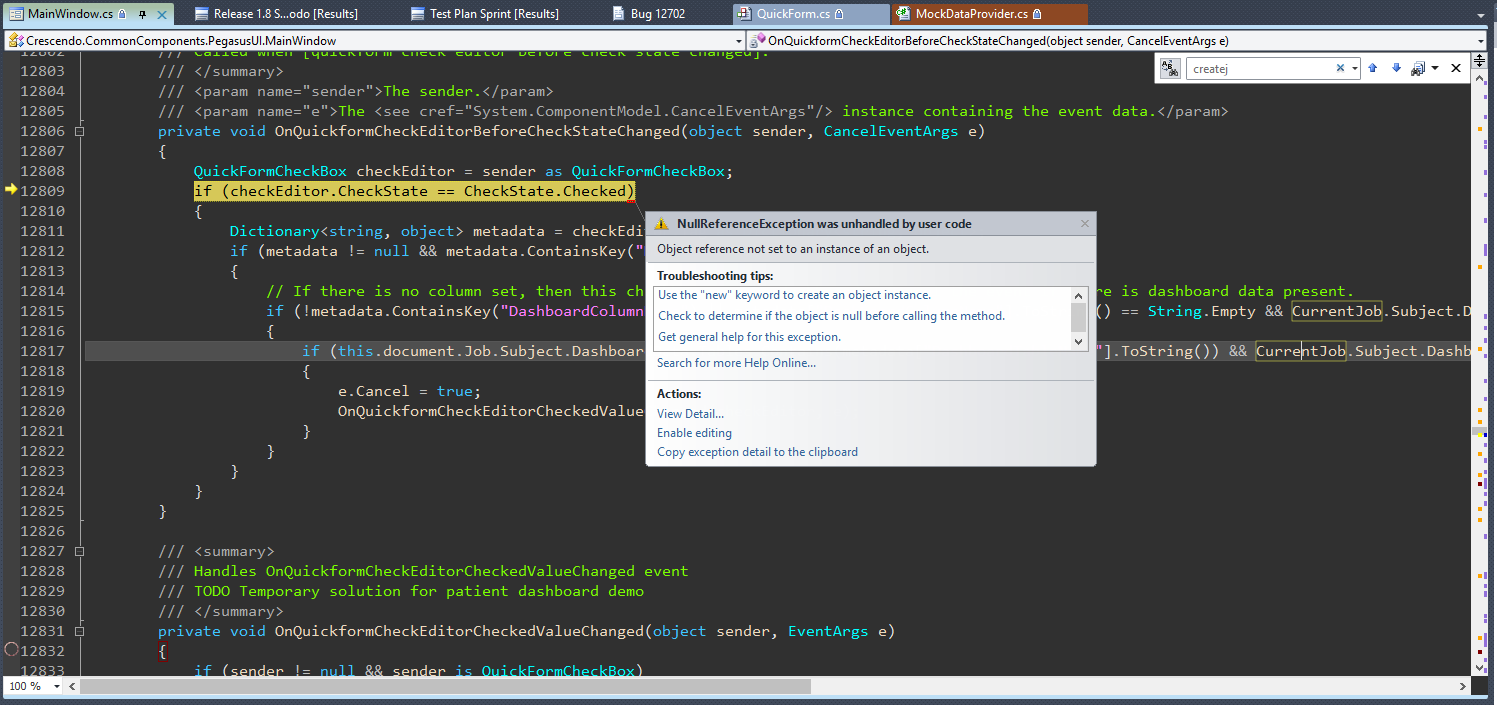 MainWindow.cs
Release 1.8 S...odo [Results]
Test Plan Sprint [Results]
Bug 12702
QuickForm.cs
MockDataProvider.cs
Crescendo.CommonComponents.PegasusUI.MainWindow
OnQuickformCheckEditorBeforeCheckStateChanged(object sender, CancelEventArgs e)
createj
12802 /// Called when [quickform check editor before check state changed].
12803 /// </summary>
12804 /// <param name="sender">The sender.</param>
12805 /// <param name="e">The <see cref="System.ComponentModel.CancelEventArgs"/> instance containing the event data.</param>
12806 private void OnQuickformCheckEditorBeforeCheckStateChanged(object sender, CancelEventArgs e)
12807 {
12808 QuickFormCheckBox checkEditor = sender as QuickFormCheckBox;
12809 if (checkEditor.CheckState == CheckState.Checked)
12810 {
12811 Dictionary<string, object> metadata = checkEdi
12812 if (metadata != null && metadata.ContainsKey("
12813 {
12814 // If there is no column set, then this ch re is dashboard data present.
12815 if (!metadata.ContainsKey("DashboardColumn () == String.Empty && CurrentJob.Subject.D
12816 {
12817 if (this.document.Job.Subject.Dashboar "].ToString()) && CurrentJob.Subject.Dashb
12818 {
12819 e.Cancel = true;
12820 OnQuickformCheckEditorCheckedValue
12821 }
12822 }
12823 }
12824 }
12825 }
12826
12827 /// <summary>
12828 /// Handles OnQuickformCheckEditorCheckedValueChanged event
12829 /// TODO Temporary solution for patient dashboard demo
12830 /// </summary>
12831 private void OnQuickformCheckEditorCheckedValueChanged(object sender, EventArgs e)
12832 {
12833 if (sender != null && sender is QuickFormCheckBox)
NullReferenceException was unhandled by user code
Object reference not set to an instance of an object.
Troubleshooting tips:
Use the "new" keyword to create an object instance.
Check to determine if the object is null before calling the method.
Get general help for this exception.
Search for more Help Online...
Actions:
View Detail...
Enable editing
Copy exception detail to the clipboard
100 %